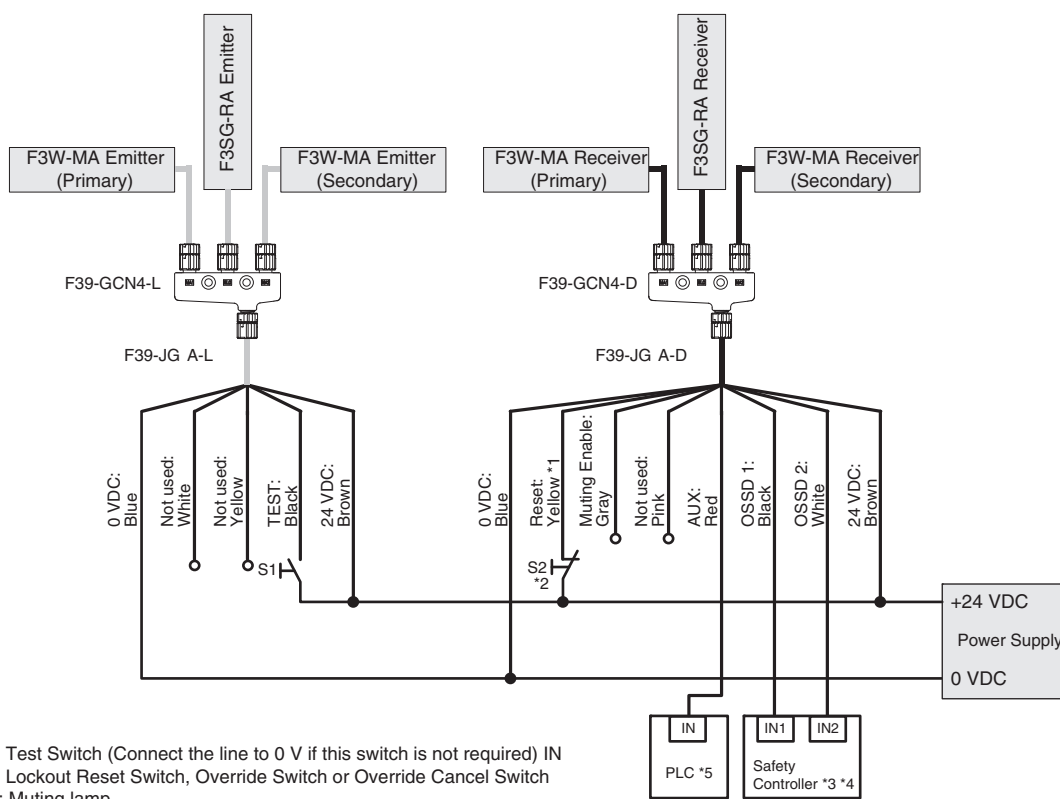 F3SG-RA Emitter
F3W-MA Emitter
(Primary)
F3W-MA Emitter
(Secondary)
F3SG-RA Receiver
F3W-MA Receiver
(Primary)
F3W-MA Receiver
(Secondary)
F39-GCN4-L
F39-GCN4-D
F39-JG A-L
F39-JG A-D
0 VDC:
Blue
Not used:
White
Not used:
Yellow
TEST:
Black
24 VDC:
Brown
0 VDC:
Blue
Reset:
Yellow *1
Muting Enable:
Gray
Not used:
Pink
AUX:
Red
OSSD 1:
Black
OSSD 2:
White
24 VDC:
Brown
S1
S2
*2
+24 VDC
Power Supply
0 VDC
IN
IN1
IN2
PLC *5
Safety
Controller *3 *4
Test Switch (Connect the line to 0 V if this switch is not required) IN
Lockout Reset Switch, Override Switch or Override Cancel Switch
: Muting lamp